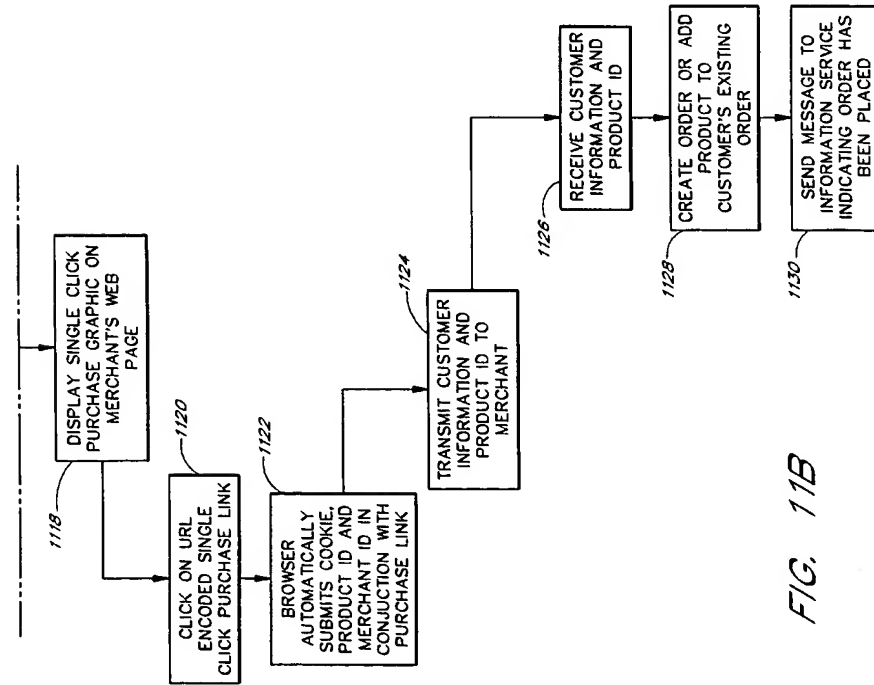 DISPLAY SINGLE CLICK
PURCHASE GRAPHIC ON
MERCHANT'S WEB
PAGE
1118
CLICK ON URL
ENCODED SINGLE
CLICK PURCHASE LINK
1120
BROWSER
AUTOMATICALLY
SUBMITS COOKIE,
PRODUCT ID AND
MERCHANT ID IN
CONJUCTION WITH
PURCHASE LINK
1122
TRANSMIT CUSTOMER
INFORMATION AND
PRODUCT ID TO
MERCHANT
1124
RECEIVE CUSTOMER
INFORMATION AND
PRODUCT ID
1126
CREATE ORDER OR ADD
PRODUCT TO
CUSTOMER'S EXISTING
ORDER
1128
SEND MESSAGE TO
INFORMATION SERVICE
INDICATING ORDER HAS
BEEN PLACED
1130
FIG. 11B